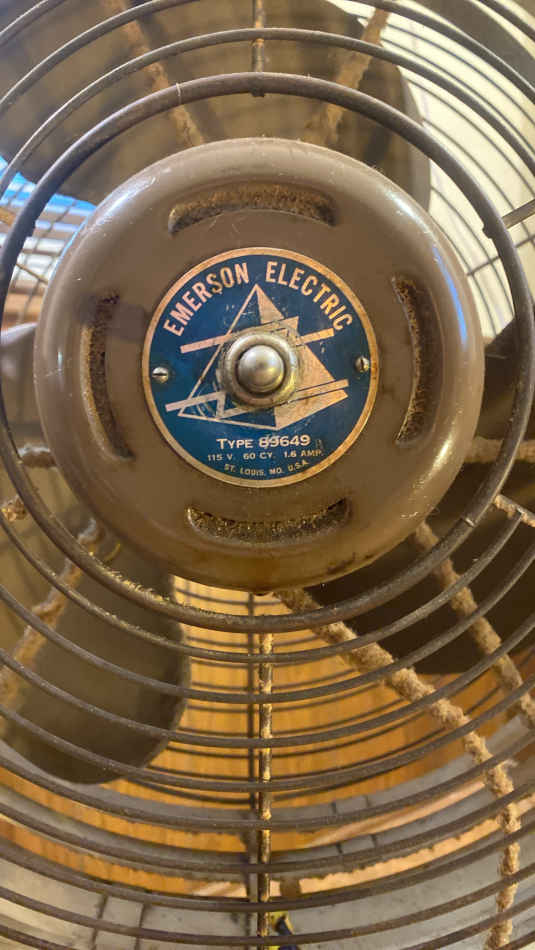 EMERSON ELECTRIC
TYPE 89649
115 V. 60 CY. 1.6 AMP.
ST. LOUIS, MO. U.S.A.